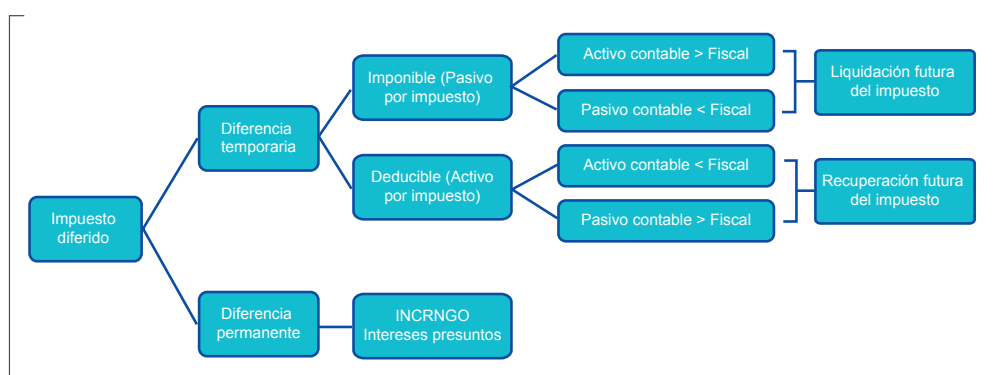 Impuesto
diferido
Diferencia
temporaria
Imponible (Pasivo
por impuesto)
Activo contable > Fiscal
Pasivo contable < Fiscal
Liquidación futura
del impuesto
Deducible (Activo
por impuesto)
Activo contable < Fiscal
Pasivo contable > Fiscal
Recuperación futura
del impuesto
Diferencia
permanente
INCRNGO
Intereses presuntos